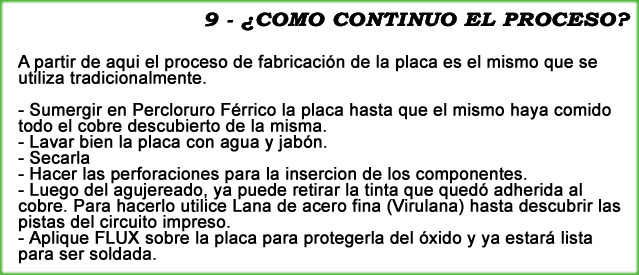 9 - ¿COMO CONTINUO EL PROCESO?
A partir de aqui el proceso de fabricación de la placa es el mismo que se
utiliza tradicionalmente.
- Sumergir en Percloruro Férrico la placa hasta que el mismo haya comido
todo el cobre descubierto de la misma.
- Lavar bien la placa con agua y jabón.
- Secarla
- Hacer las perforaciones para la insercion de los componentes.
- Luego del agujereado, ya puede retirar la tinta que quedó adherida al
cobre. Para hacerlo utilice Lana de acero fina (Virulana) hasta descubrir las
pistas del circuito impreso.
- Aplique FLUX sobre la placa para protegerla del óxido y ya estará lista
para ser soldada.